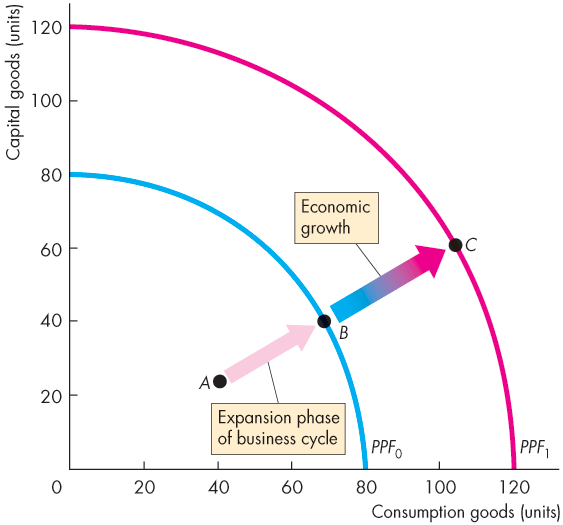 Capital goods (units)
120
100
80
60
40
20
0
20
40
60
80
100
120
Consumption goods (units)
Economic
growth
Expansion phase
of business cycle
A
B
C
PPF₀
PPF₁